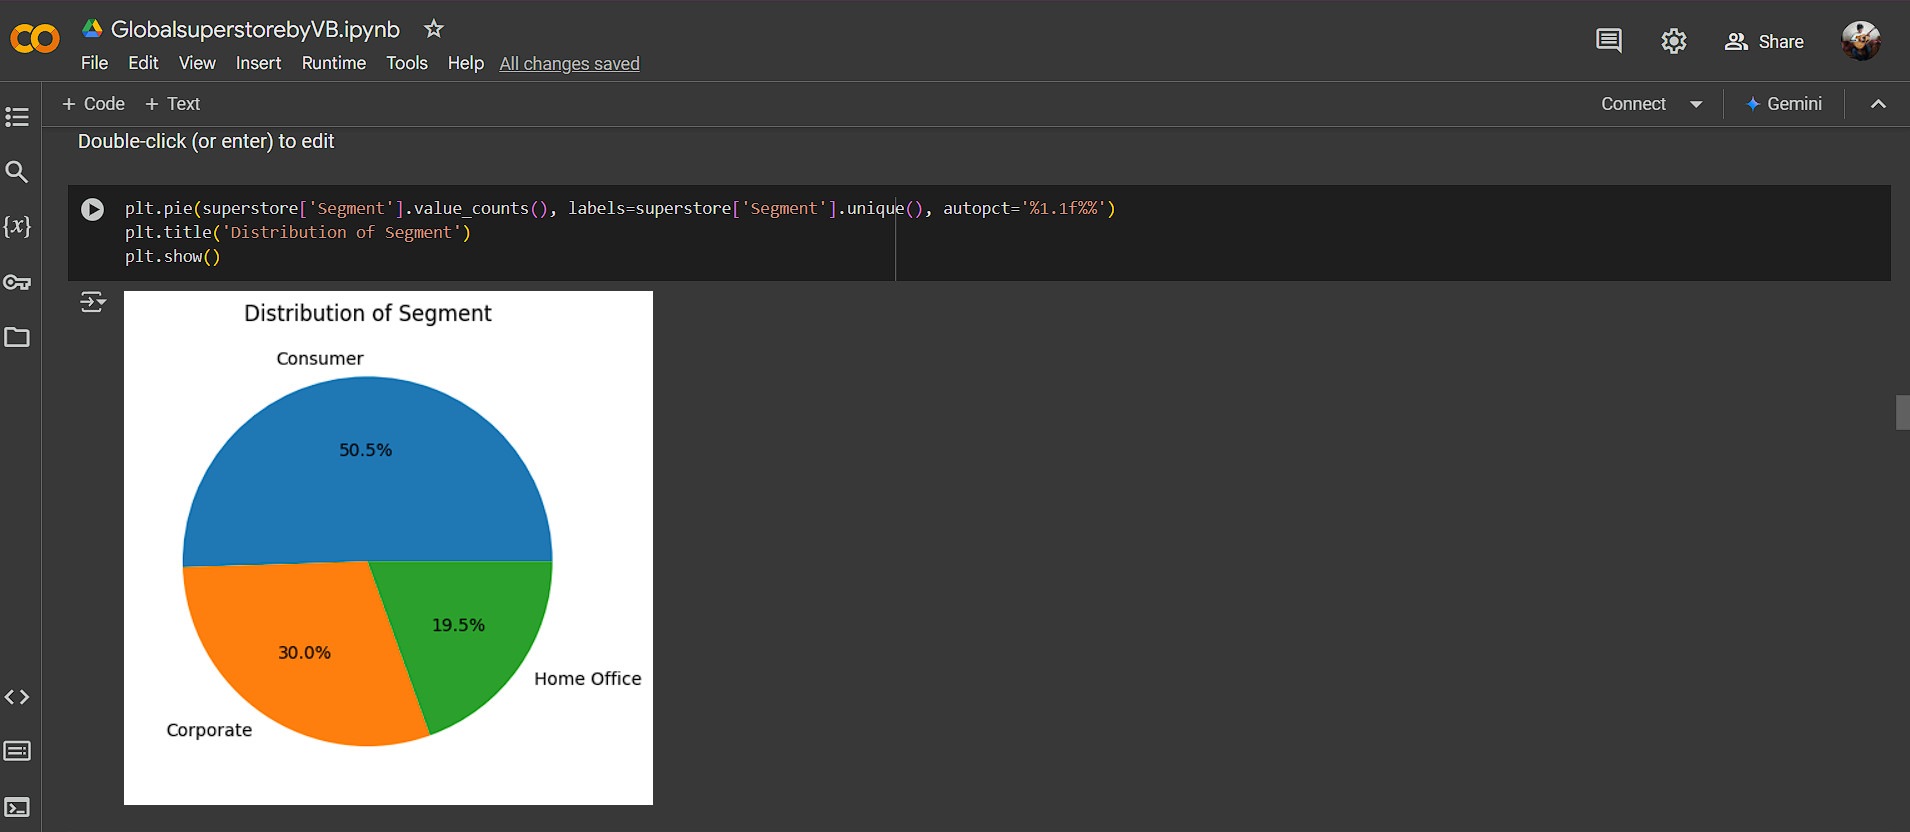 GlobalsuperstorebyVB.ipynb
File Edit View Insert Runtime Tools Help All changes saved
Share
+ Code + Text
Connect
Gemini
Double-click (or enter) to edit
{x}
plt.pie(superstore['Segment'].value_counts(), labels=superstore['Segment'].unique(), autopct='%1.1f%%')
plt.title('Distribution of Segment')
plt.show()
Distribution of Segment
Consumer
50.5%
19.5%
30.0%
Home Office
Corporate